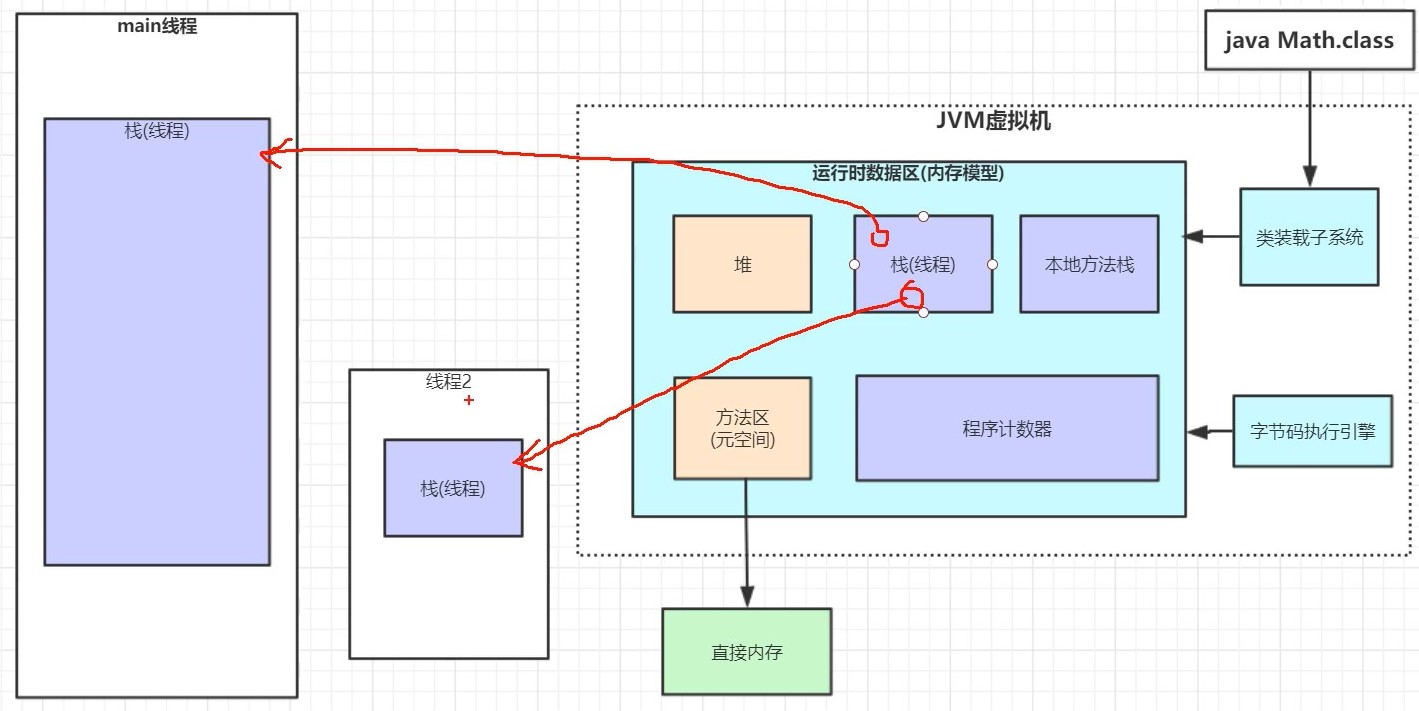 main线程
栈(线程)
线程2
栈(线程)
java Math.class
JVM虚拟机
运行时数据区(内存模型)
堆
栈(线程)
本地方法栈
类装载子系统
方法区
(元空间)
程序计数器
字节码执行引擎
直接内存